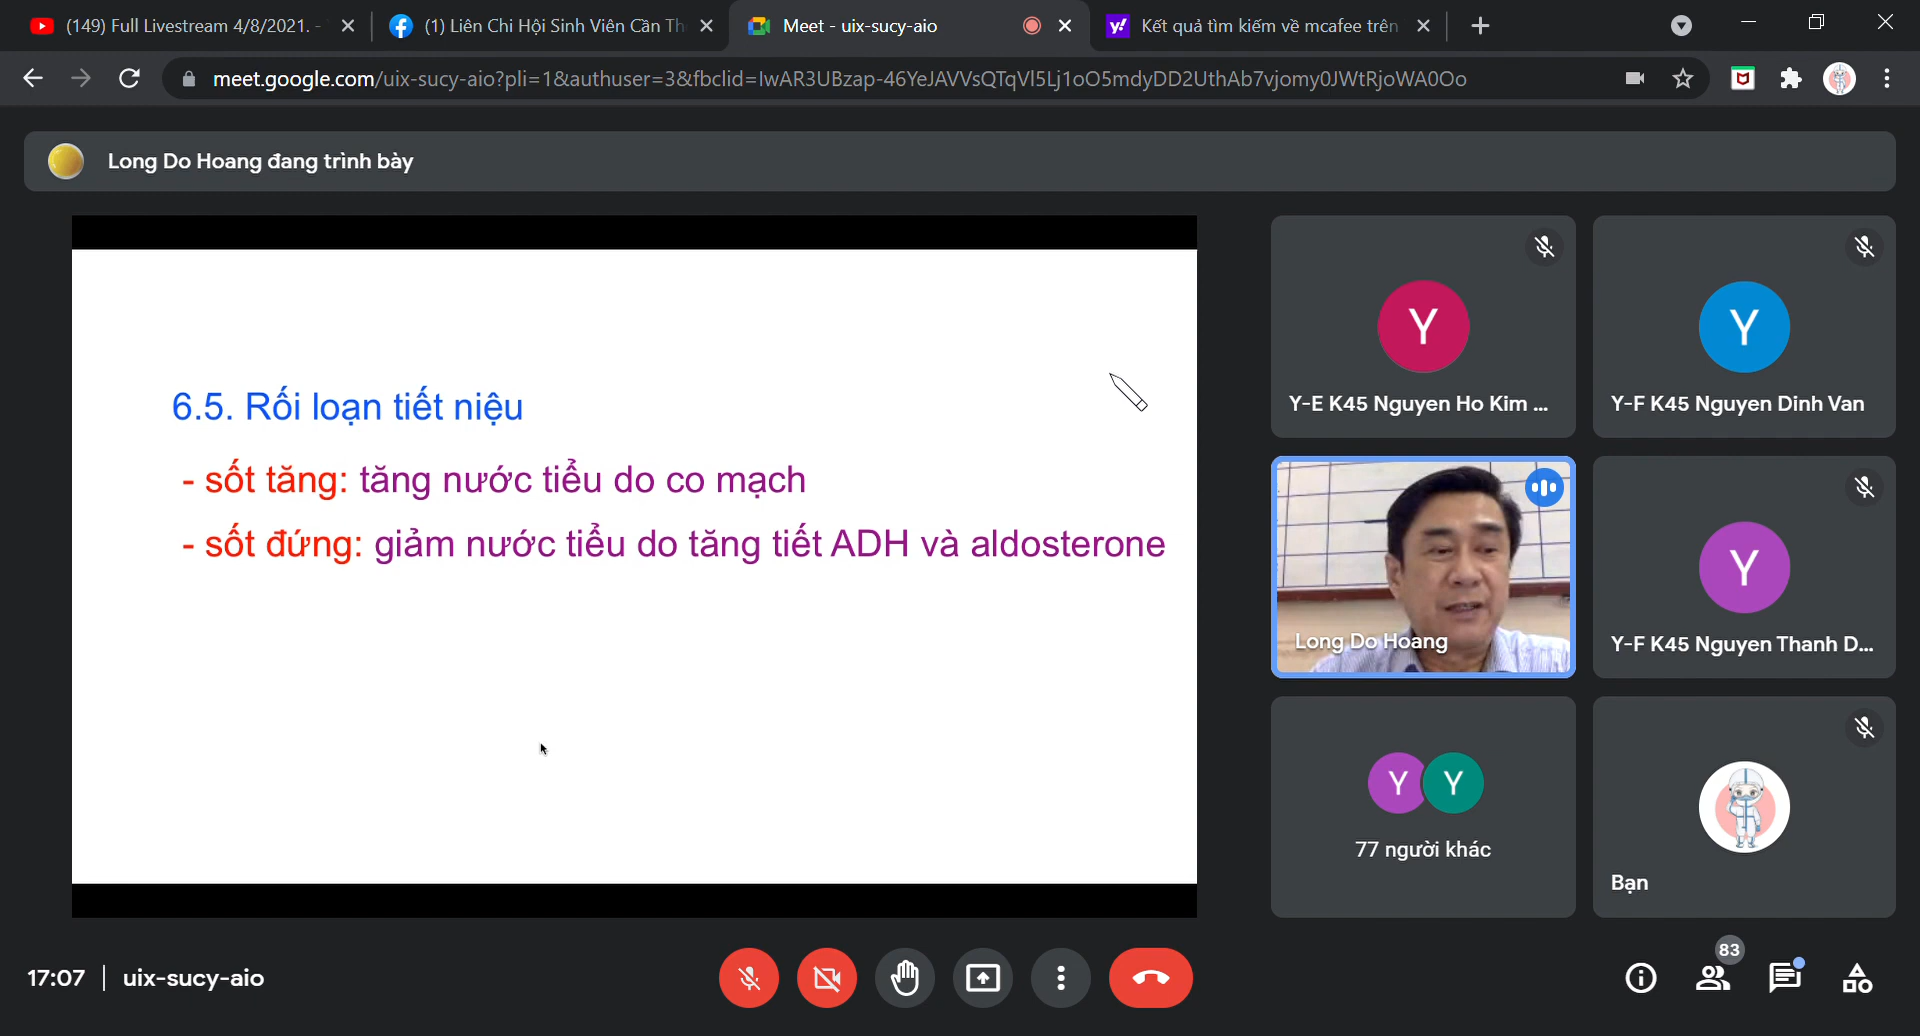 (149) Full Livestream 4/8/2021. -
(1) Liên Chi Hội Sinh Viên Cần Th
Meet - uix-sucy-aio
Kết quả tìm kiếm về mcafee trên
meet.google.com/uix-sucy-aio?pli=1&authuser=3&fbclid=IwAR3UBzap-46YeJAVVsQTqVl5Lj1oO5mdyDD2UthAb7vjomy0JWtRjoWA0Oo
Long Do Hoang đang trình bày
6.5. Rối loạn tiết niệu
- sốt tăng: tăng nước tiểu do co mạch
- sốt đứng: giảm nước tiểu do tăng tiết ADH và aldosterone
Y
Y-E K45 Nguyen Ho Kim ...
Y
Y-F K45 Nguyen Dinh Van
Long Do Hoang
Y
Y-F K45 Nguyen Thanh D...
Y Y
77 người khác
Bạn
17:07 | uix-sucy-aio
83